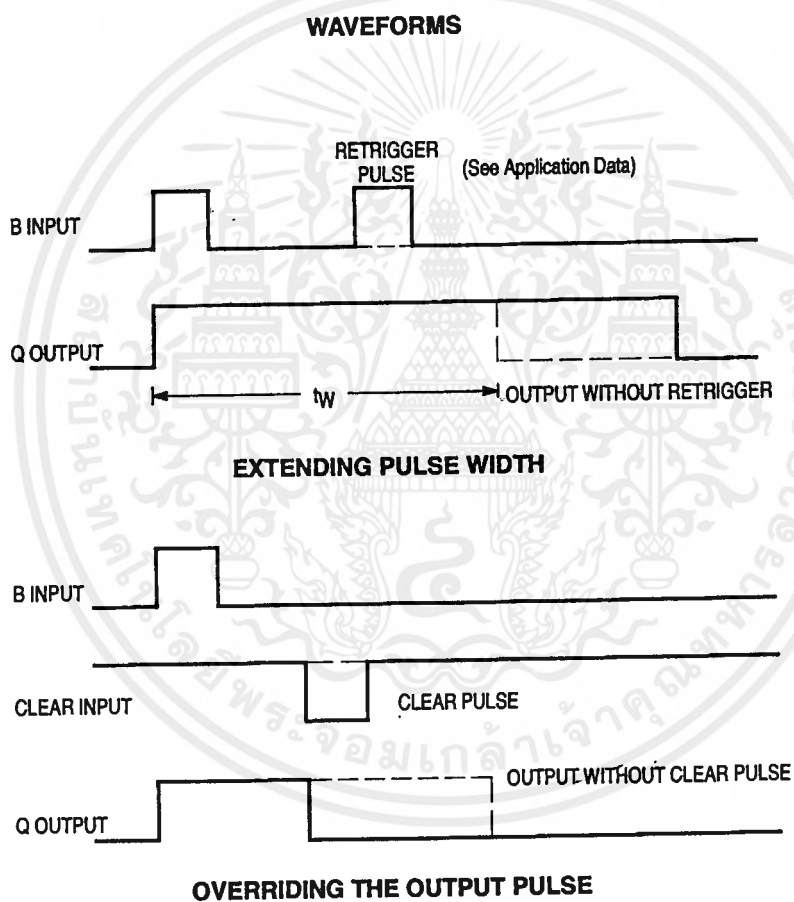 WAVEFORMS
RETRIGGER
PULSE
(See Application Data)
B INPUT
Q OUTPUT
tW
OUTPUT WITHOUT RETRIGGER
EXTENDING PULSE WIDTH
B INPUT
CLEAR INPUT
CLEAR PULSE
OUTPUT WITHOUT CLEAR PULSE
Q OUTPUT
OVERRIDING THE OUTPUT PULSE